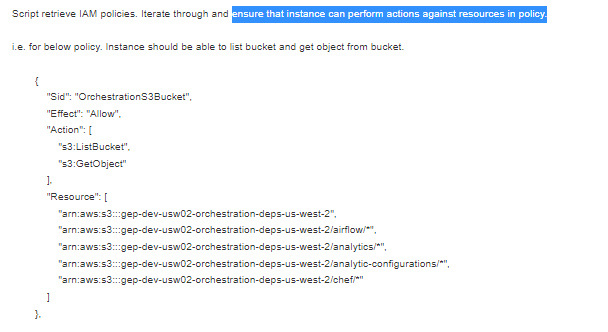 Script retrieve IAM policies. Iterate through and ensure that instance can perform actions against resources in policy.
i.e. for below policy. Instance should be able to list bucket and get object from bucket.
{
"Sid": "OrchestrationS3Bucket",
"Effect": "Allow",
"Action": [
"s3:ListBucket",
"s3:GetObject"
],
"Resource": [
"arn:aws:s3:::gep-dev-usw02-orchestration-deps-us-west-2",
"arn:aws:s3:::gep-dev-usw02-orchestration-deps-us-west-2/airflow/*",
"arn:aws:s3:::gep-dev-usw02-orchestration-deps-us-west-2/analytics/*",
"arn:aws:s3:::gep-dev-usw02-orchestration-deps-us-west-2/analytic-configurations/*",
"arn:aws:s3:::gep-dev-usw02-orchestration-deps-us-west-2/chef/*"
]
},